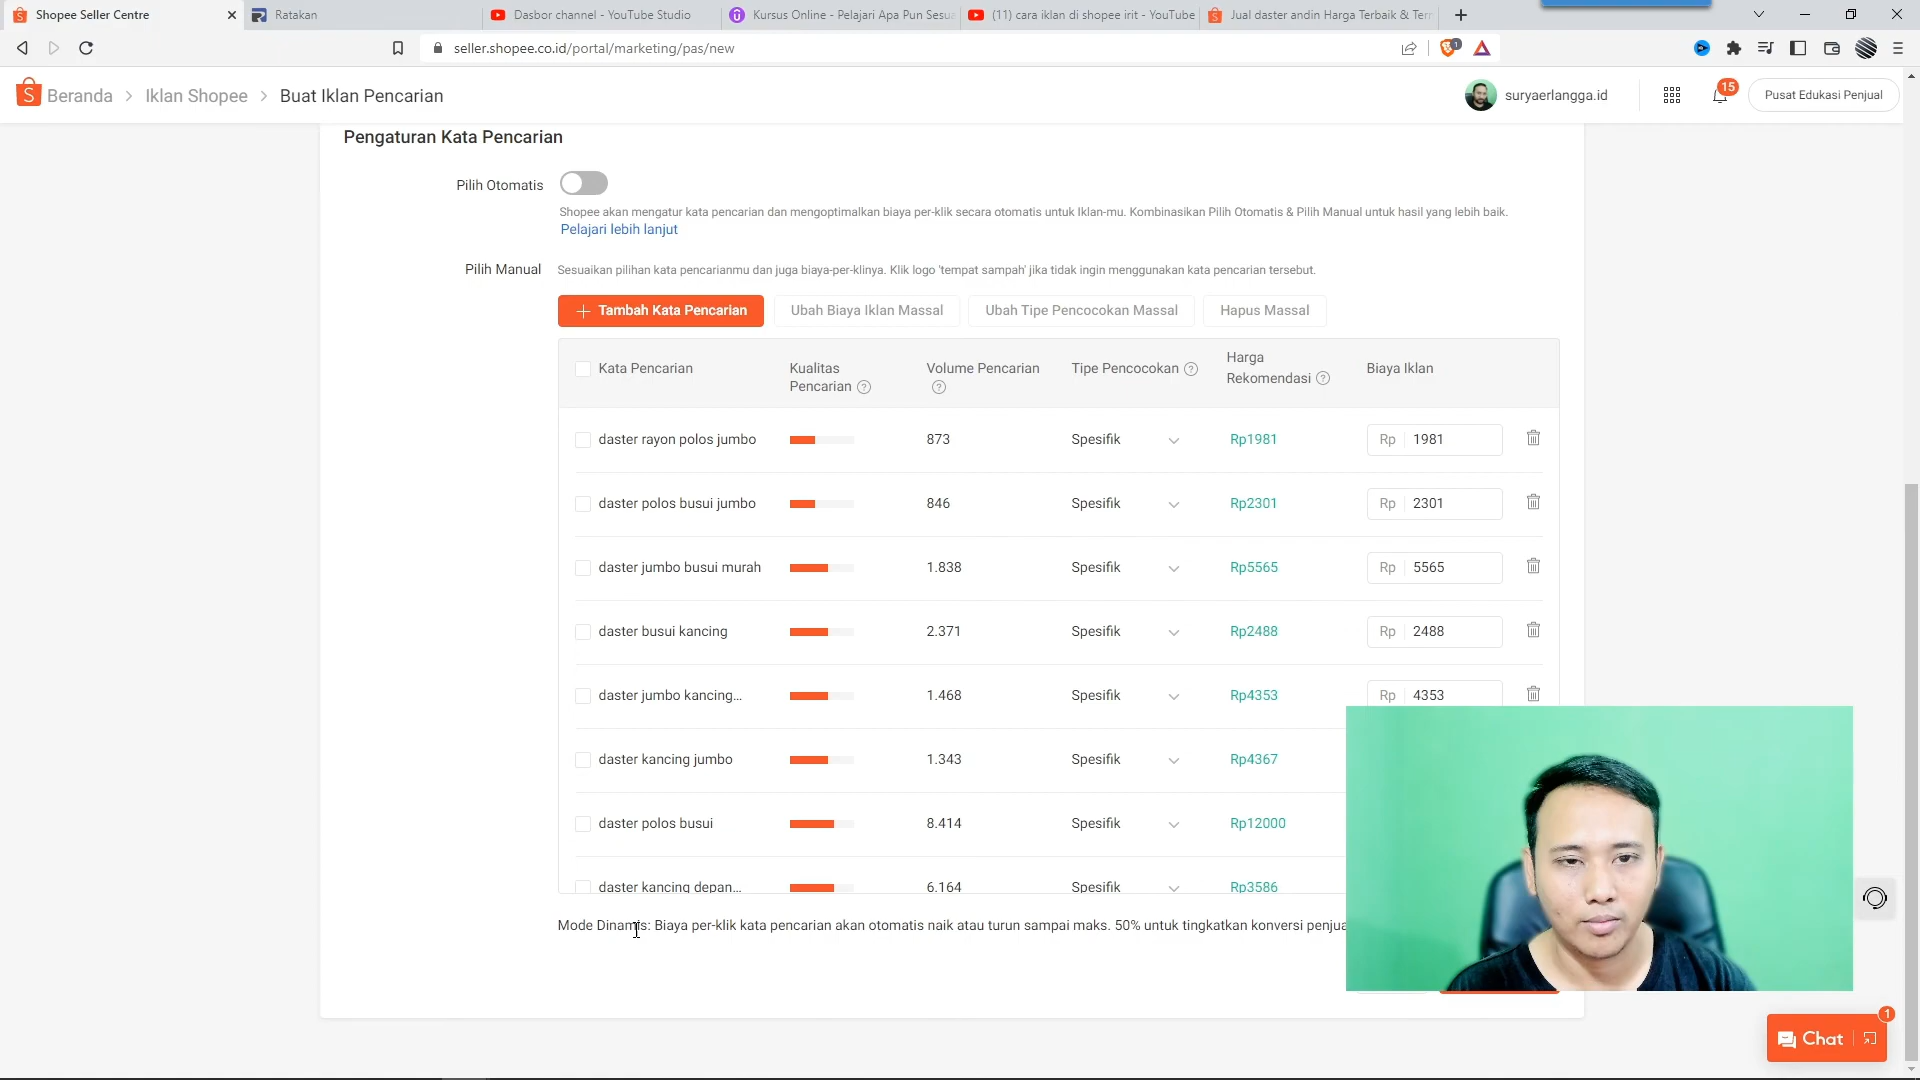 Shopee Seller Centre
Ratakan
Dasbor channel - YouTube Studio
Kursus Online - Pelajari Apa Pun Sesua
(11) cara iklan di shopee irit - YouTube
Jual daster andin Harga Terbaik & Ter
seller.shopee.co.id/portal/marketing/pas/new
1
Beranda > Iklan Shopee > Buat Iklan Pencarian
suryaerlangga.id
15
Pusat Edukasi Penjual
Pengaturan Kata Pencarian
Pilih Otomatis
Shopee akan mengatur kata pencarian dan mengoptimalkan biaya per-klik secara otomatis untuk Iklan-mu. Kombinasikan Pilih Otomatis & Pilih Manual untuk hasil yang lebih baik.
Pelajari lebih lanjut
Pilih Manual
Sesuaikan pilihan kata pencarianmu dan juga biaya-per-klinya. Klik logo 'tempat sampah' jika tidak ingin menggunakan kata pencarian tersebut.
+ Tambah Kata Pencarian
Ubah Biaya Iklan Massal
Ubah Tipe Pencocokan Massal
Hapus Massal
Kata Pencarian
Kualitas Pencarian ?
Volume Pencarian ?
Tipe Pencocokan ?
Harga Rekomendasi ?
Biaya Iklan
daster rayon polos jumbo 873 Spesifik Rp1981 Rp 1981
daster polos busui jumbo 846 Spesifik Rp2301 Rp 2301
daster jumbo busui murah 1.838 Spesifik Rp5565 Rp 5565
daster busui kancing 2.371 Spesifik Rp2488 Rp 2488
daster jumbo kancing... 1.468 Spesifik Rp4353 Rp 4353
daster kancing jumbo 1.343 Spesifik Rp4367
daster polos busui 8.414 Spesifik Rp12000
daster kancing depan... 6.164 Spesifik Rp3586
Mode Dinamis: Biaya per-klik kata pencarian akan otomatis naik atau turun sampai maks. 50% untuk tingkatkan konversi penjua
Chat
1